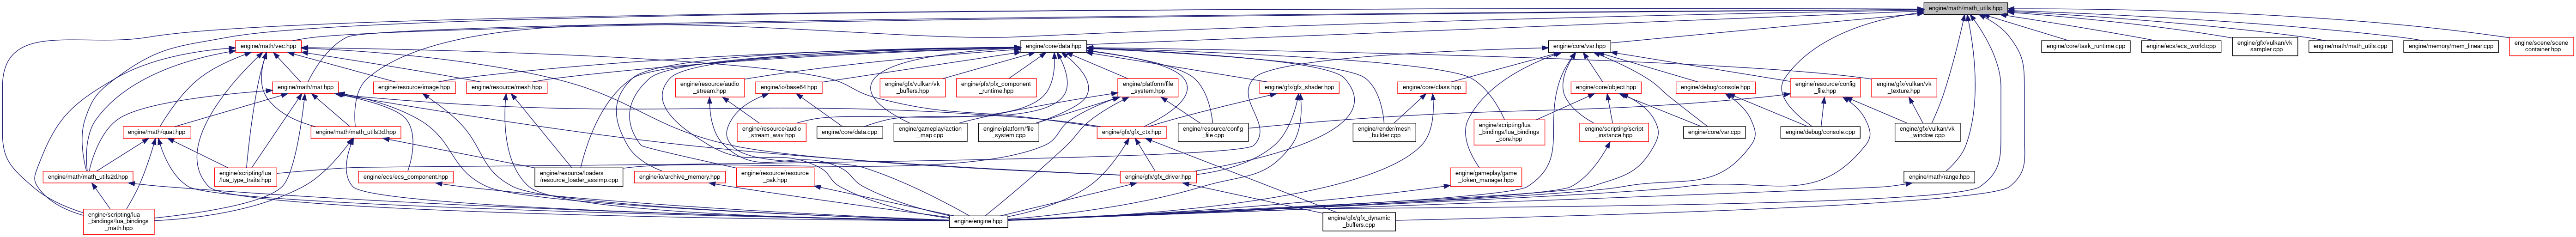 engine/math/math_utils.hpp
engine/math/vec.hpp
engine/core/data.hpp
engine/core/var.hpp
engine/core/task_runtime.cpp
engine/ecs/ecs_world.cpp
engine/gfx/vulkan/vk
_sampler.cpp
engine/math/math_utils.cpp
engine/memory/mem_linear.cpp
engine/scene/scene
_container.hpp
engine/math/mat.hpp
engine/resource/image.hpp
engine/resource/mesh.hpp
engine/resource/audio
_stream.hpp
engine/io/base64.hpp
engine/gfx/vulkan/vk
_buffers.hpp
engine/gfx/gfx_component
_runtime.hpp
engine/platform/file
_system.hpp
engine/gfx/gfx_shader.hpp
engine/core/class.hpp
engine/core/object.hpp
engine/debug/console.hpp
engine/resource/config
_file.hpp
engine/gfx/vulkan/vk
_texture.hpp
engine/math/quat.hpp
engine/math/math_utils3d.hpp
engine/resource/audio
_stream_wav.hpp
engine/core/data.cpp
engine/gameplay/action
_map.cpp
engine/platform/file
_system.cpp
engine/gfx/gfx_ctx.hpp
engine/resource/config
_file.cpp
engine/render/mesh
_builder.cpp
engine/scripting/lua
_bindings/lua_bindings
_core.hpp
engine/scripting/script
_instance.hpp
engine/core/var.cpp
engine/debug/console.cpp
engine/gfx/vulkan/vk
_window.cpp
engine/math/math_utils2d.hpp
engine/scripting/lua
/lua_type_traits.hpp
engine/ecs/ecs_component.hpp
engine/resource/loaders
/resource_loader_assimp.cpp
engine/io/archive_memory.hpp
engine/resource/resource
_pak.hpp
engine/gfx/gfx_driver.hpp
engine/gameplay/game
_token_manager.hpp
engine/math/range.hpp
engine/scripting/lua
_bindings/lua_bindings
_math.hpp
engine/engine.hpp
engine/gfx/gfx_dynamic
_buffers.cpp